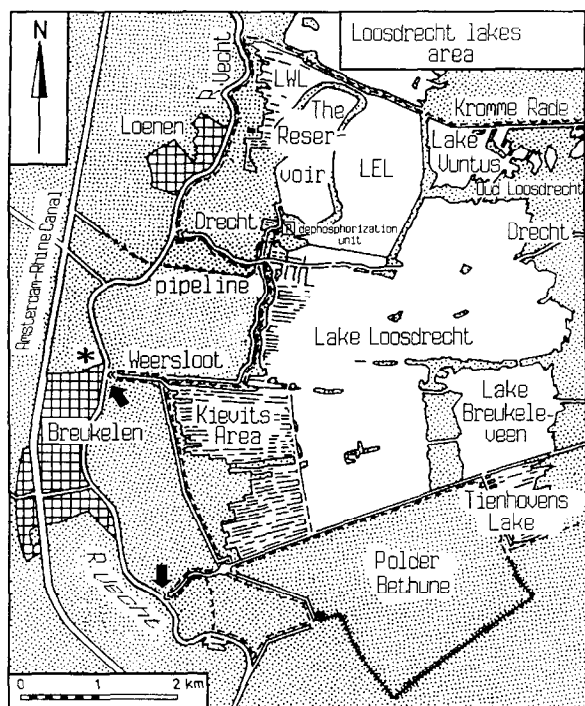 N
Loosdrecht lakes
area
R Vecht
LWL
Loenen
The
Reser
voir
LEL
Kromme Rade
Lake
Vuntus
Oud Loosdrecht
Drecht
D dephosphorization
unit
Drecht
pipeline
Amsterdam-Rhine Canal
Lake Loosdrecht
*
Weersloot
Breukelen
Kievits-
Area
Lake
Breukele-
veen
Tienhovens
Lake
R Vecht
Polder
Bethune
0 1 2 km